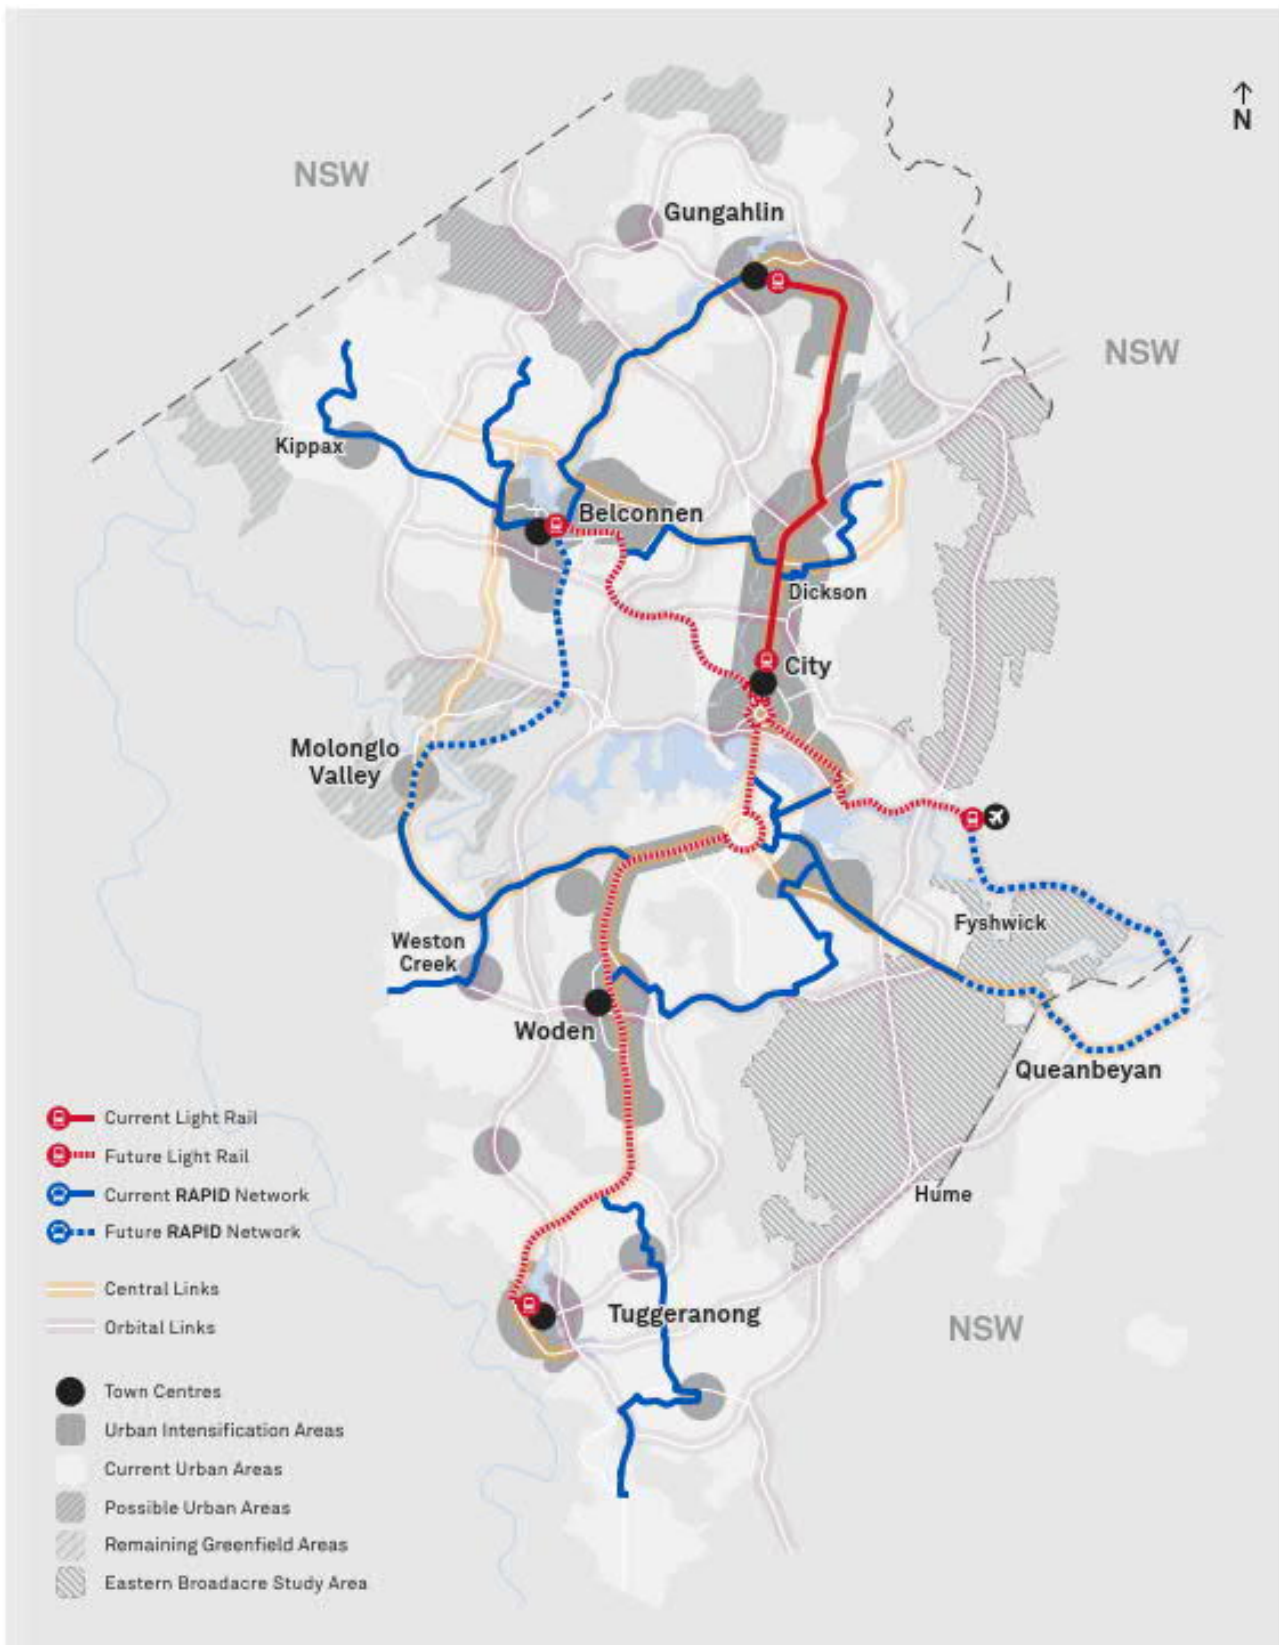 N
NSW
Gungahlin
NSW
Kippax
Belconnen
Dickson
City
Molonglo
Valley
Fyshwick
Weston
Creek
Woden
Queanbeyan
Hume
Tuggeranong
NSW
Current Light Rail
Future Light Rail
Current RAPID Network
Future RAPID Network
Central Links
Orbital Links
Town Centres
Urban Intensification Areas
Current Urban Areas
Possible Urban Areas
Remaining Greenfield Areas
Eastern Broadacre Study Area